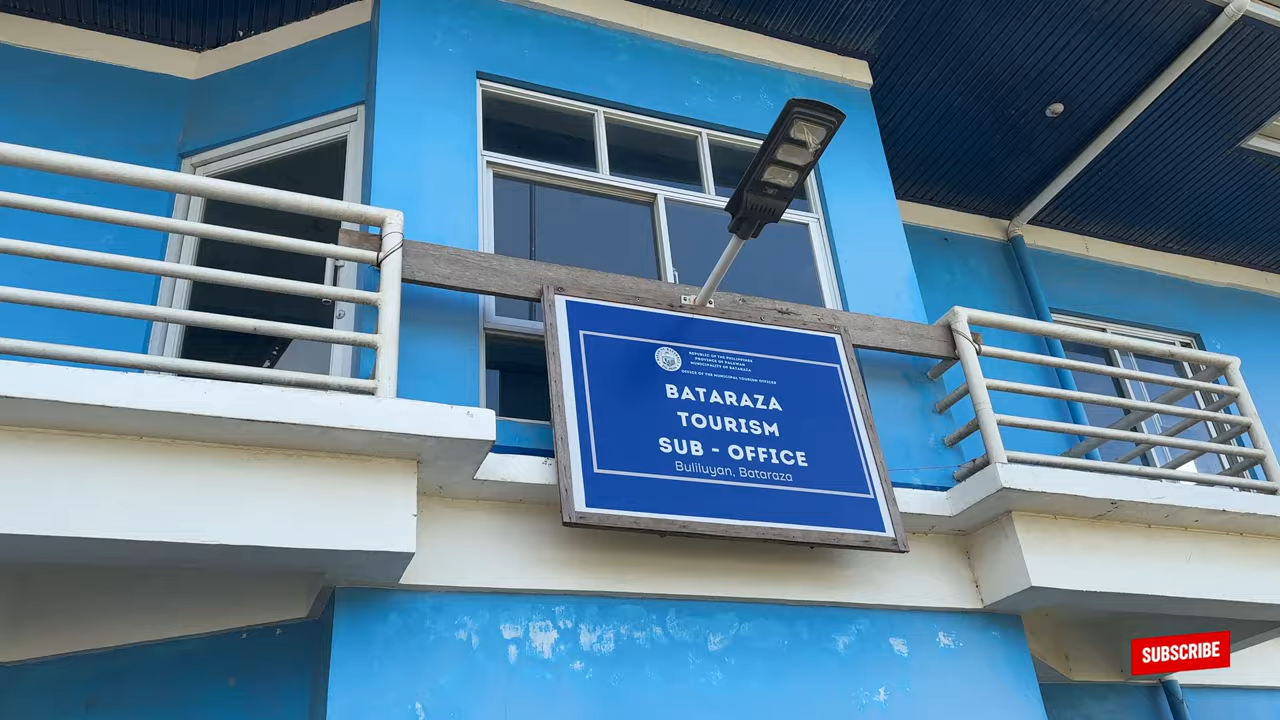 REPUBLIC OF THE PHILIPPINES
PROVINCE OF PALAWAN
MUNICIPALITY OF BATARAZA
OFFICE OF THE MUNICIPAL TOURISM OFFICER
BATARAZA
TOURISM
SUB - OFFICE
Buliluyan, Bataraza
SUBSCRIBE